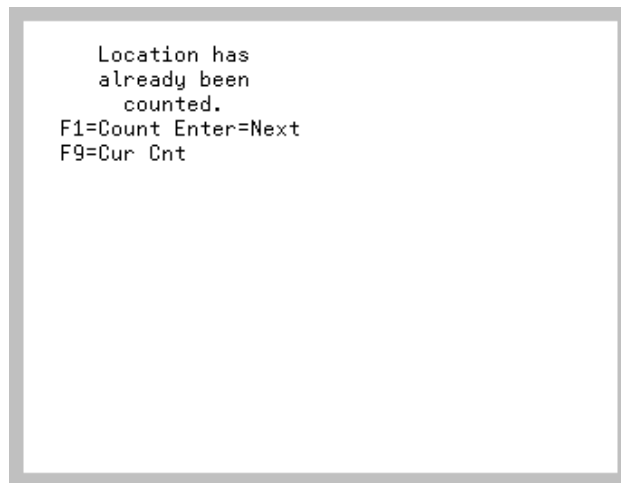 Location has
already been
counted.
F1=Count Enter=Next
F9=Cur Cnt